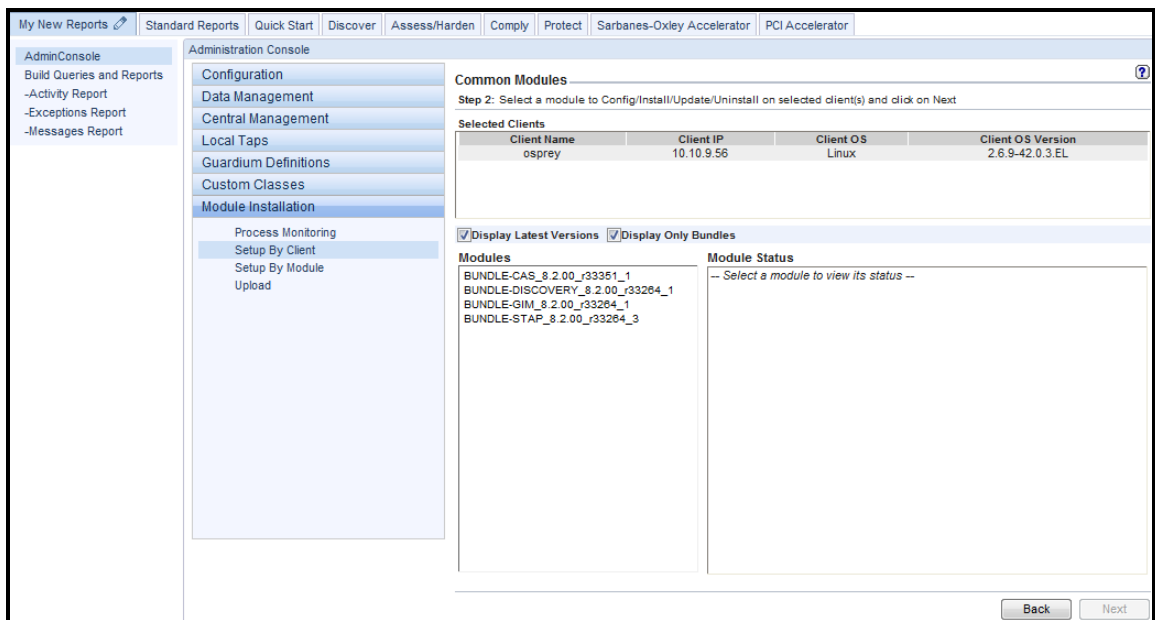 My New Reports
Standard Reports
Quick Start
Discover
Assess/Harden
Comply
Protect
Sarbanes-Oxley Accelerator
PCI Accelerator
AdminConsole
Build Queries and Reports
-Activity Report
-Exceptions Report
-Messages Report
Administration Console
Configuration
Data Management
Central Management
Local Taps
Guardium Definitions
Custom Classes
Module Installation
Process Monitoring
Setup By Client
Setup By Module
Upload
Common Modules
?
Step 2: Select a module to Config/Install/Update/Uninstall on selected client(s) and click on Next
Selected Clients
Client Name Client IP Client OS Client OS Version
osprey 10.10.9.56 Linux 2.6.9-42.0.3.EL
Display Latest Versions Display Only Bundles
Modules
BUNDLE-CAS_8.2.00_r33351_1
BUNDLE-DISCOVERY_8.2.00_r33264_1
BUNDLE-GIM_8.2.00_r33264_1
BUNDLE-STAP_8.2.00_r33264_3
Module Status
-- Select a module to view its status --
Back Next